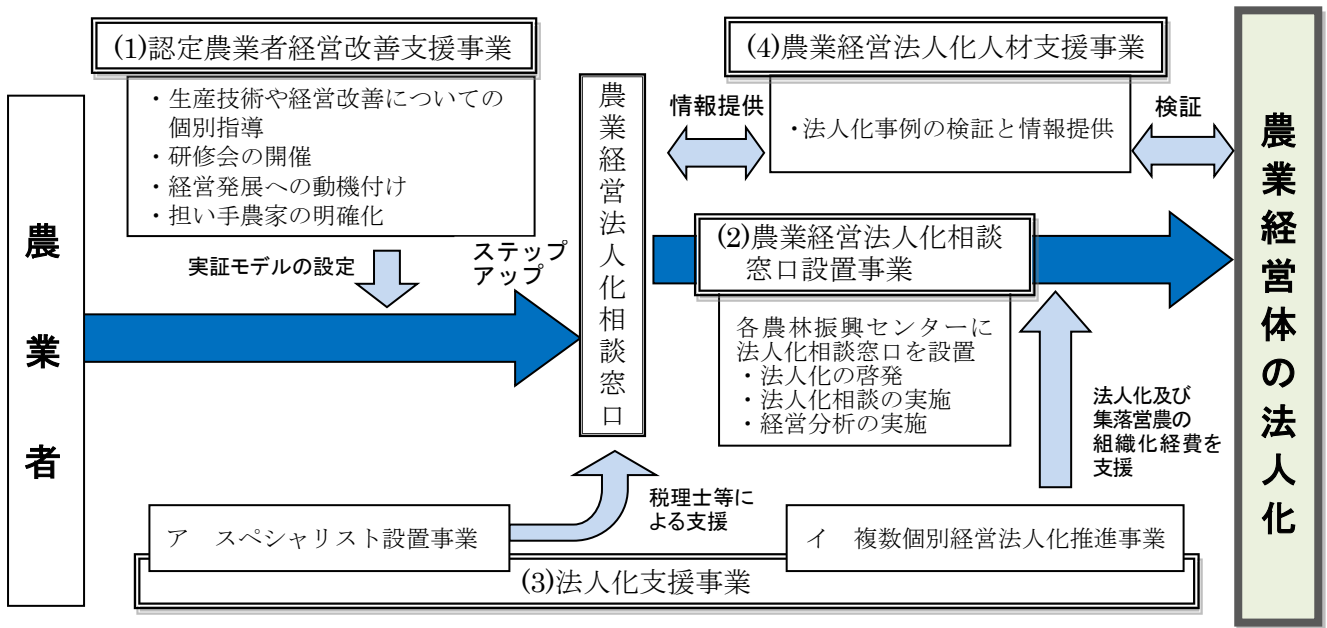 農業者
(1)認定農業者経営改善支援事業
・生産技術や経営改善についての
個別指導
・研修会の開催
・経営発展への動機付け
・担い手農家の明確化
実証モデルの設定
ステップ
アップ
農業経営法人化相談窓口
(4)農業経営法人化人材支援事業
情報提供
・法人化事例の検証と情報提供
検証
(2)農業経営法人化相談
窓口設置事業
各農林振興センターに
法人化相談窓口を設置
・法人化の啓発
・法人化相談の実施
・経営分析の実施
法人化及び
集落営農の
組織化経費を
支援
税理士等に
よる支援
ア　スペシャリスト設置事業
イ　複数個別経営法人化推進事業
(3)法人化支援事業
農業経営体の法人化